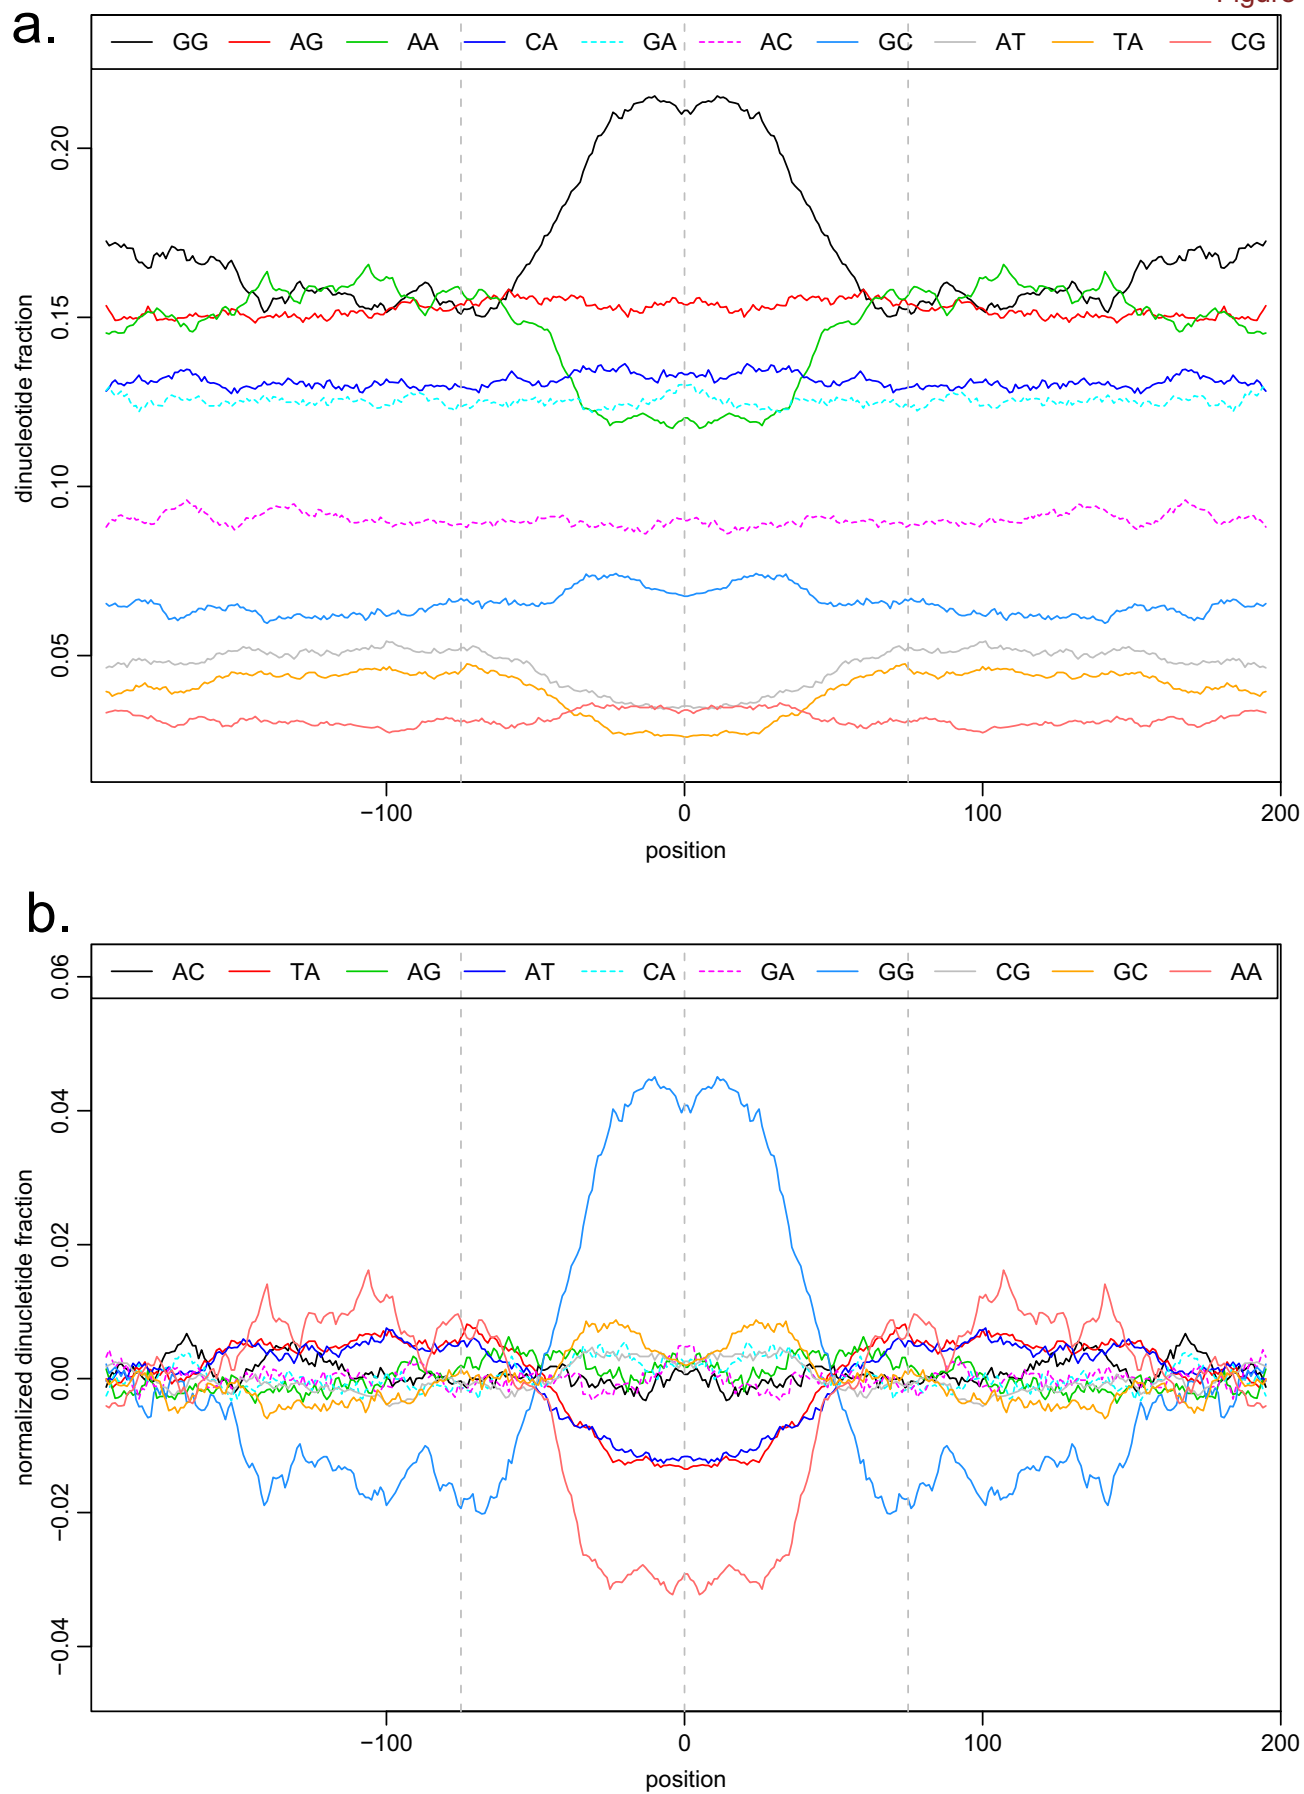 Figure
a.
GG AG AA CA GA AC GC AT TA CG
dinucleotide fraction
0.20
0.15
0.10
0.05
−100 0 100 200
position
b.
AC TA AG AT CA GA GG CG GC AA
normalized dinucletide fraction
0.06
0.04
0.02
0.00
−0.02
−0.04
−100 0 100 200
position